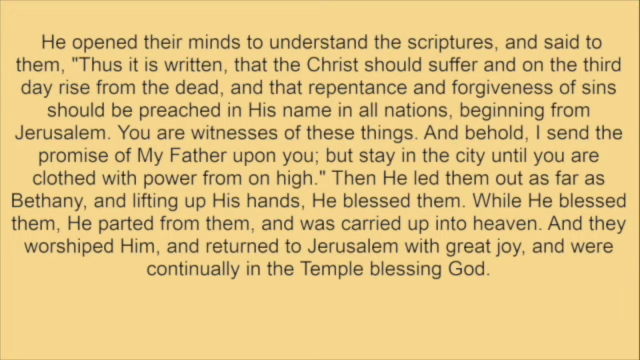 He opened their minds to understand the scriptures, and said to
them, "Thus it is written, that the Christ should suffer and on the third
day rise from the dead, and that repentance and forgiveness of sins
should be preached in His name in all nations, beginning from
Jerusalem. You are witnesses of these things. And behold, I send the
promise of My Father upon you; but stay in the city until you are
clothed with power from on high." Then He led them out as far as
Bethany, and lifting up His hands, He blessed them. While He blessed
them, He parted from them, and was carried up into heaven. And they
worshiped Him, and returned to Jerusalem with great joy, and were
continually in the Temple blessing God.